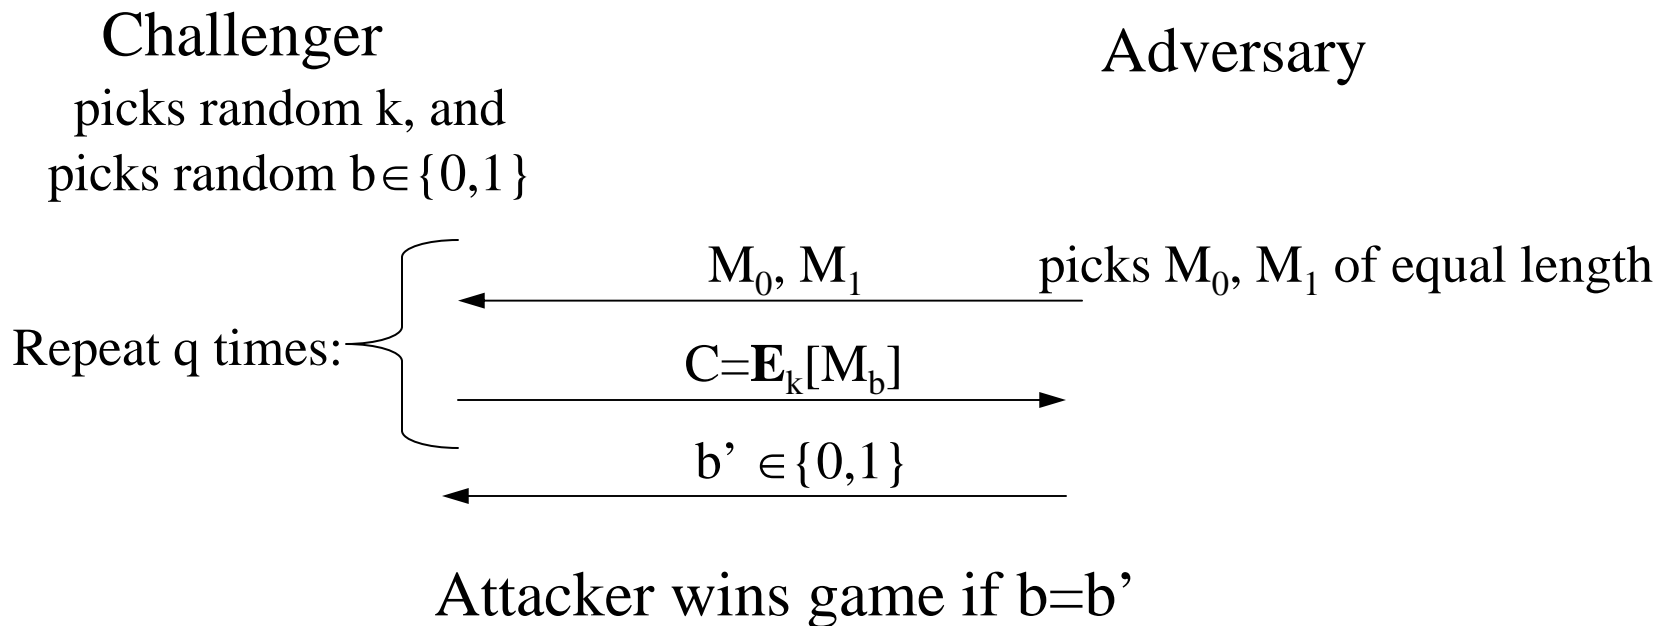 Challenger
Adversary
picks random k, and
picks random b∈{0,1}
M₀, M₁
picks M₀, M₁ of equal length
Repeat q times:
C=Eₖ[M_b]
b’ ∈{0,1}
Attacker wins game if b=b’